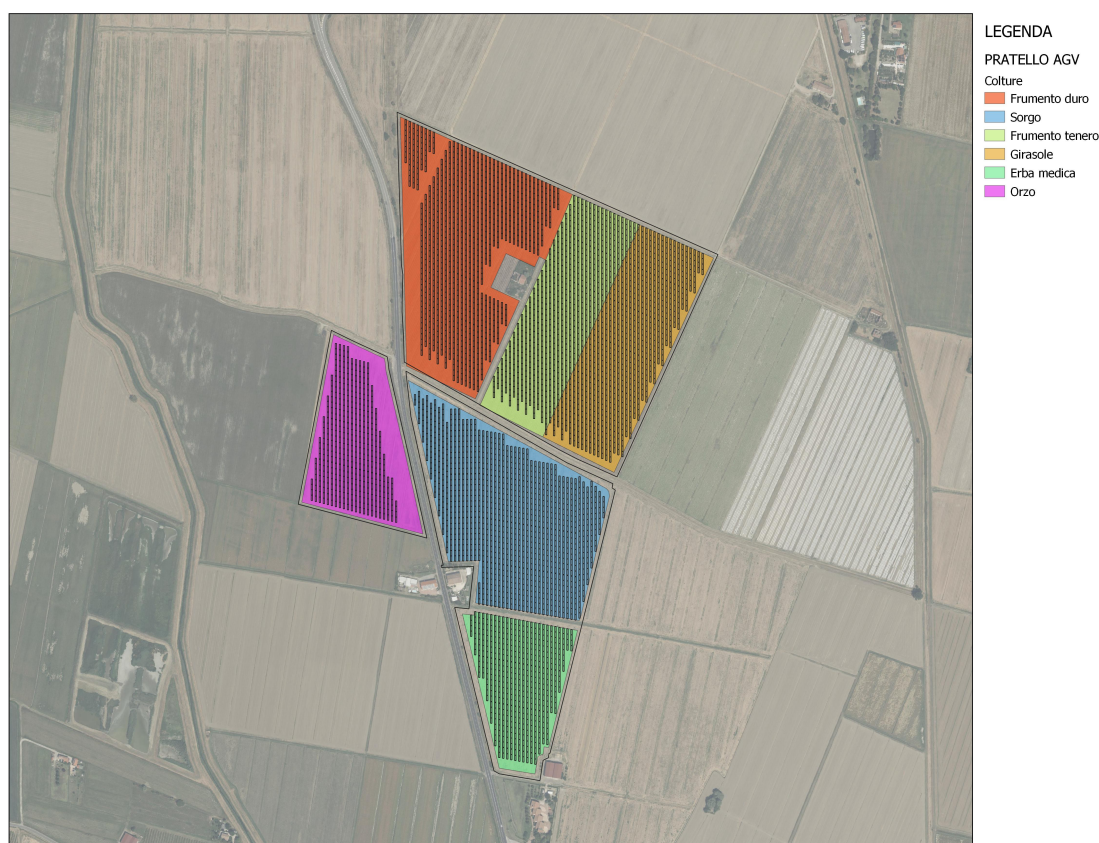 LEGENDA
PRATELLO AGV
Colture
Frumento duro
Sorgo
Frumento tenero
Girasole
Erba medica
Orzo